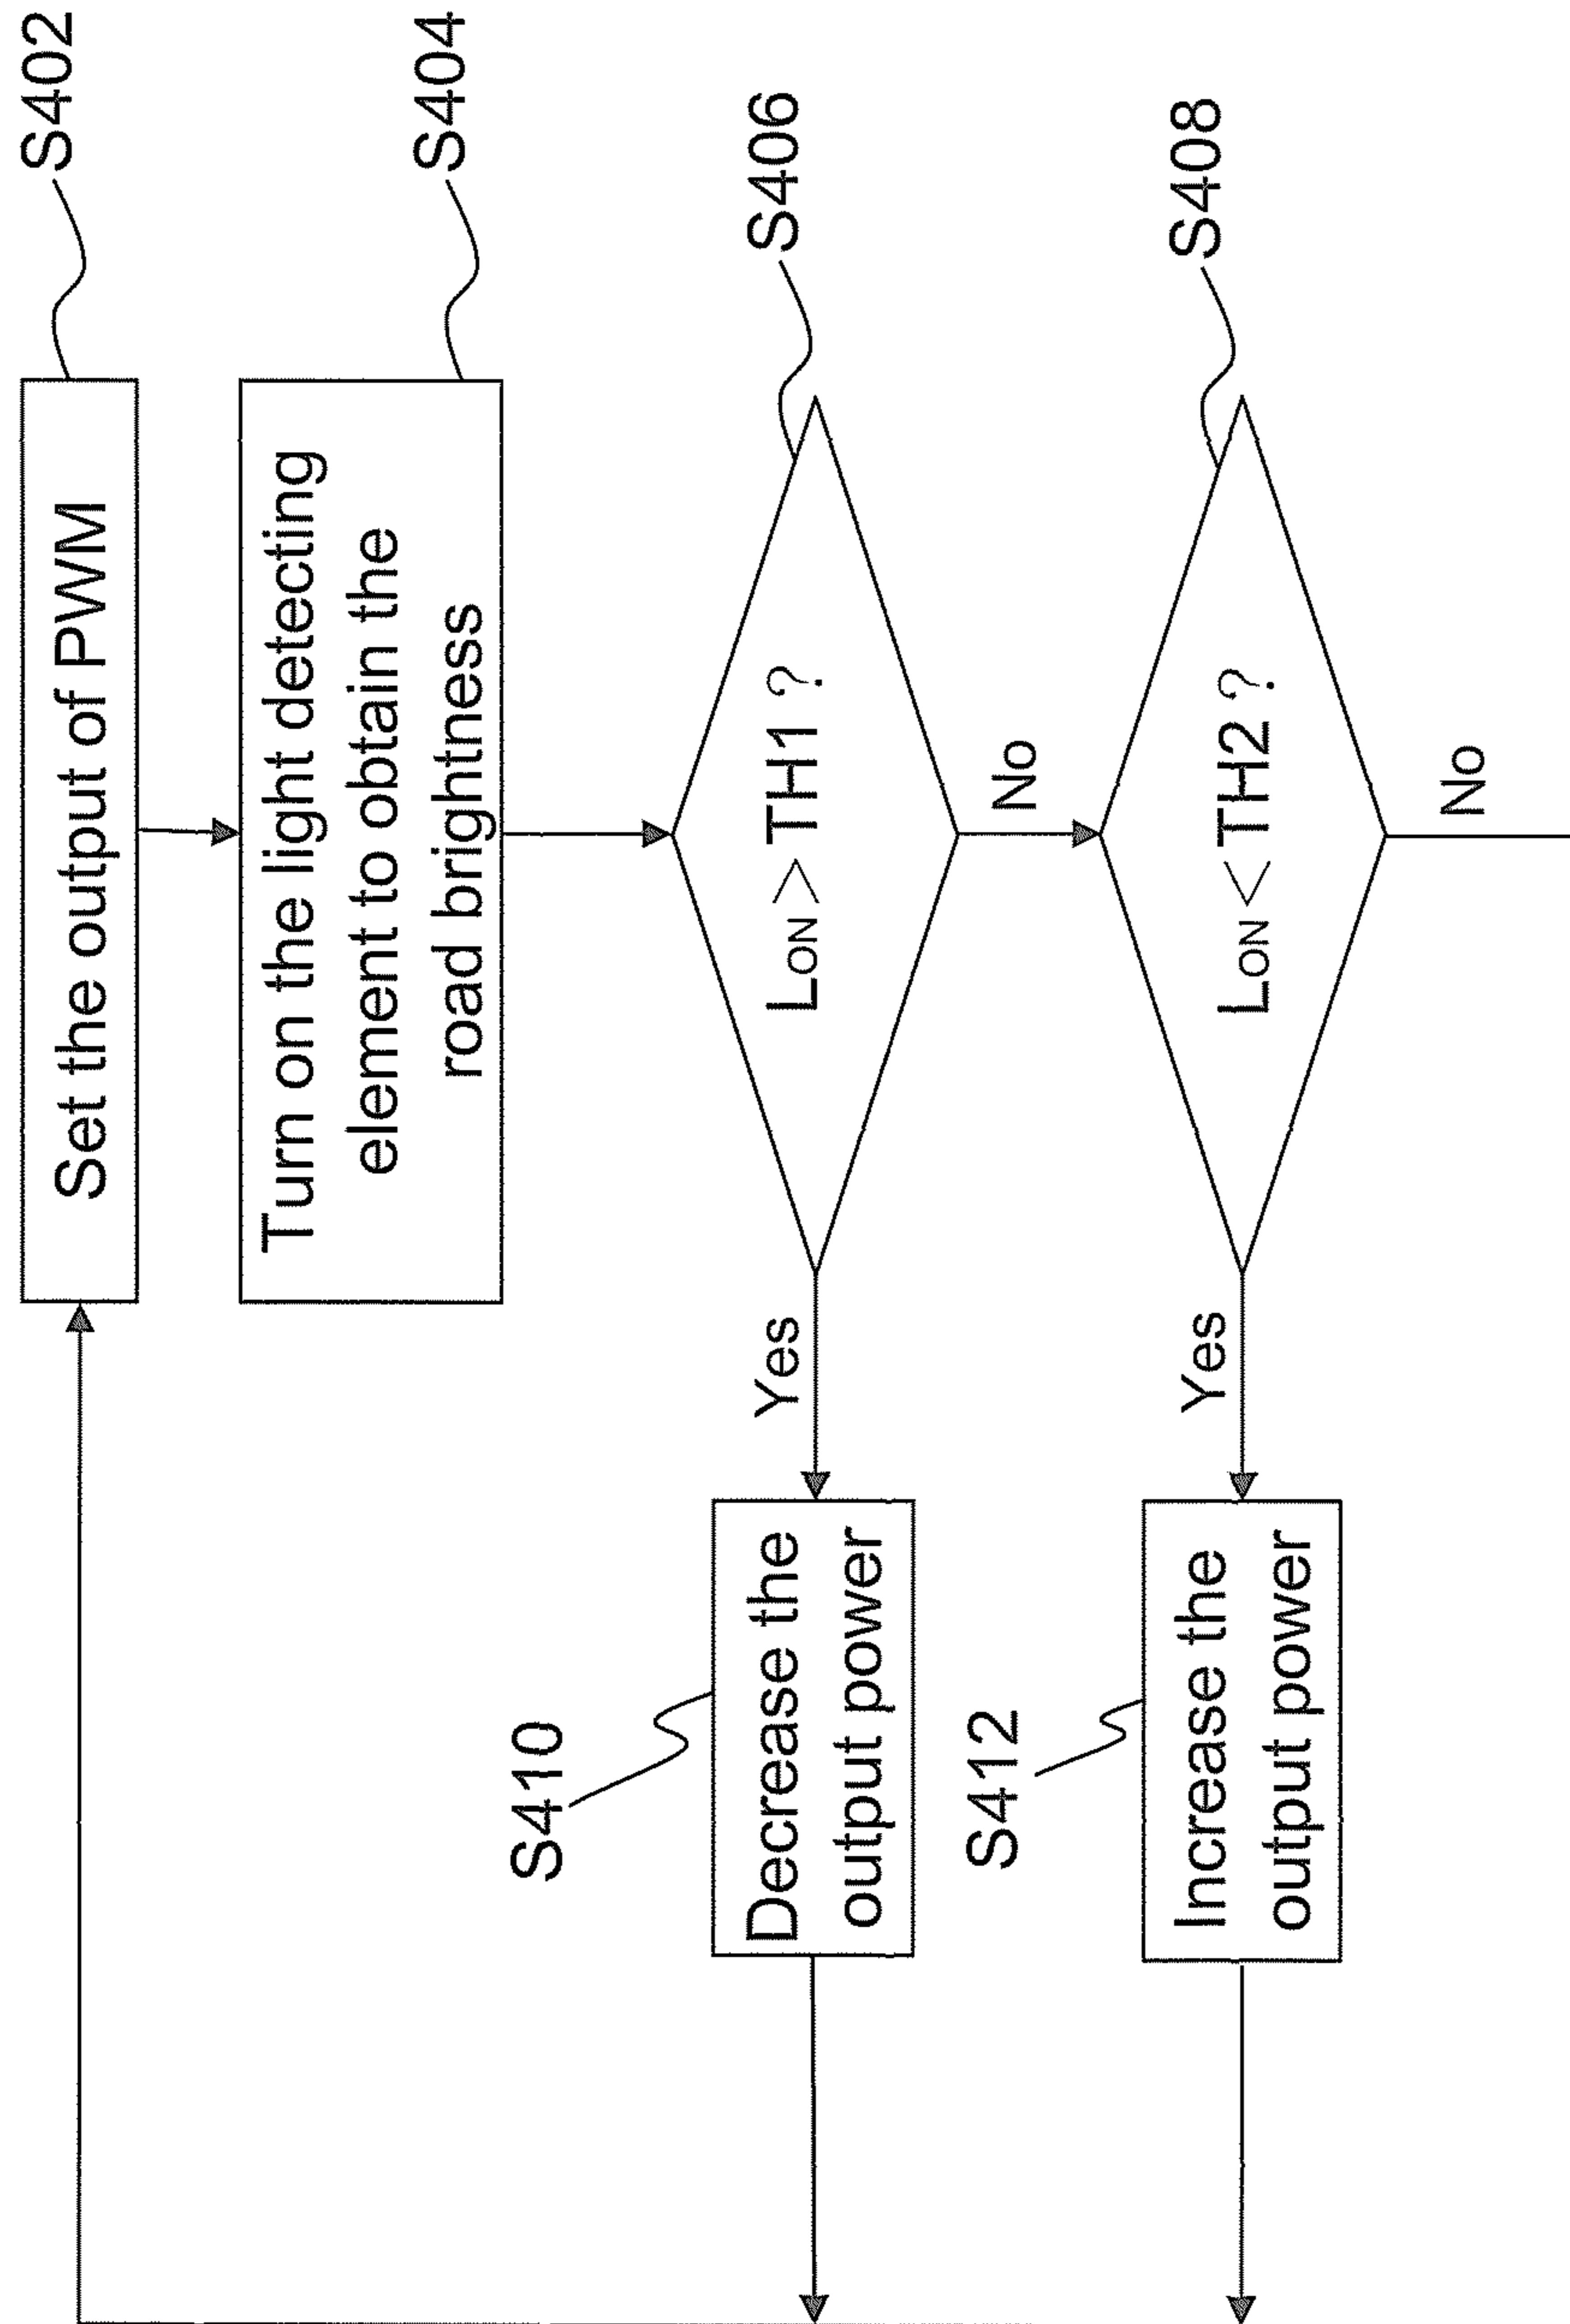 S402
Set the output of PWM
S404
Turn on the light detecting
element to obtain the
road brightness
S406
LON > TH1 ?
Yes
No
S410
Decrease the
output power
S408
LON < TH2 ?
Yes
No
S412
Increase the
output power